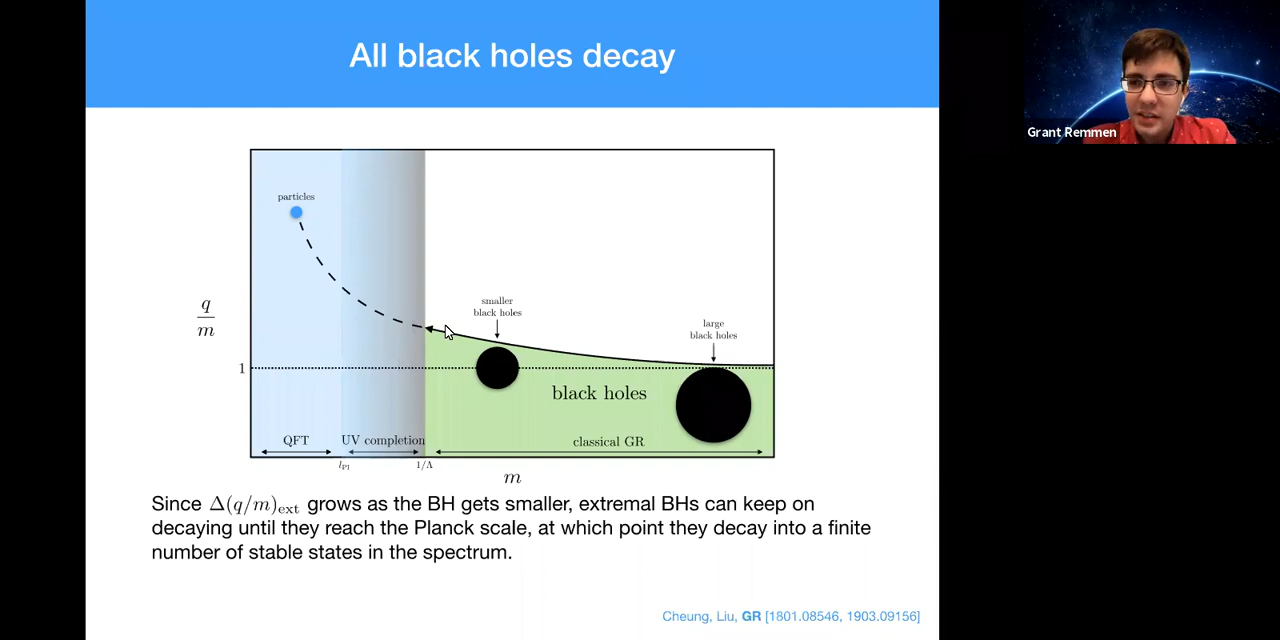 All black holes decay
Grant Remmen
particles
smaller
black holes
large
black holes
q
m
1
black holes
QFT
UV completion
classical GR
l_Pl
1/Λ
m
Since Δ(q/m)_ext grows as the BH gets smaller, extremal BHs can keep on
decaying until they reach the Planck scale, at which point they decay into a finite
number of stable states in the spectrum.
Cheung, Liu, GR [1801.08546, 1903.09156]